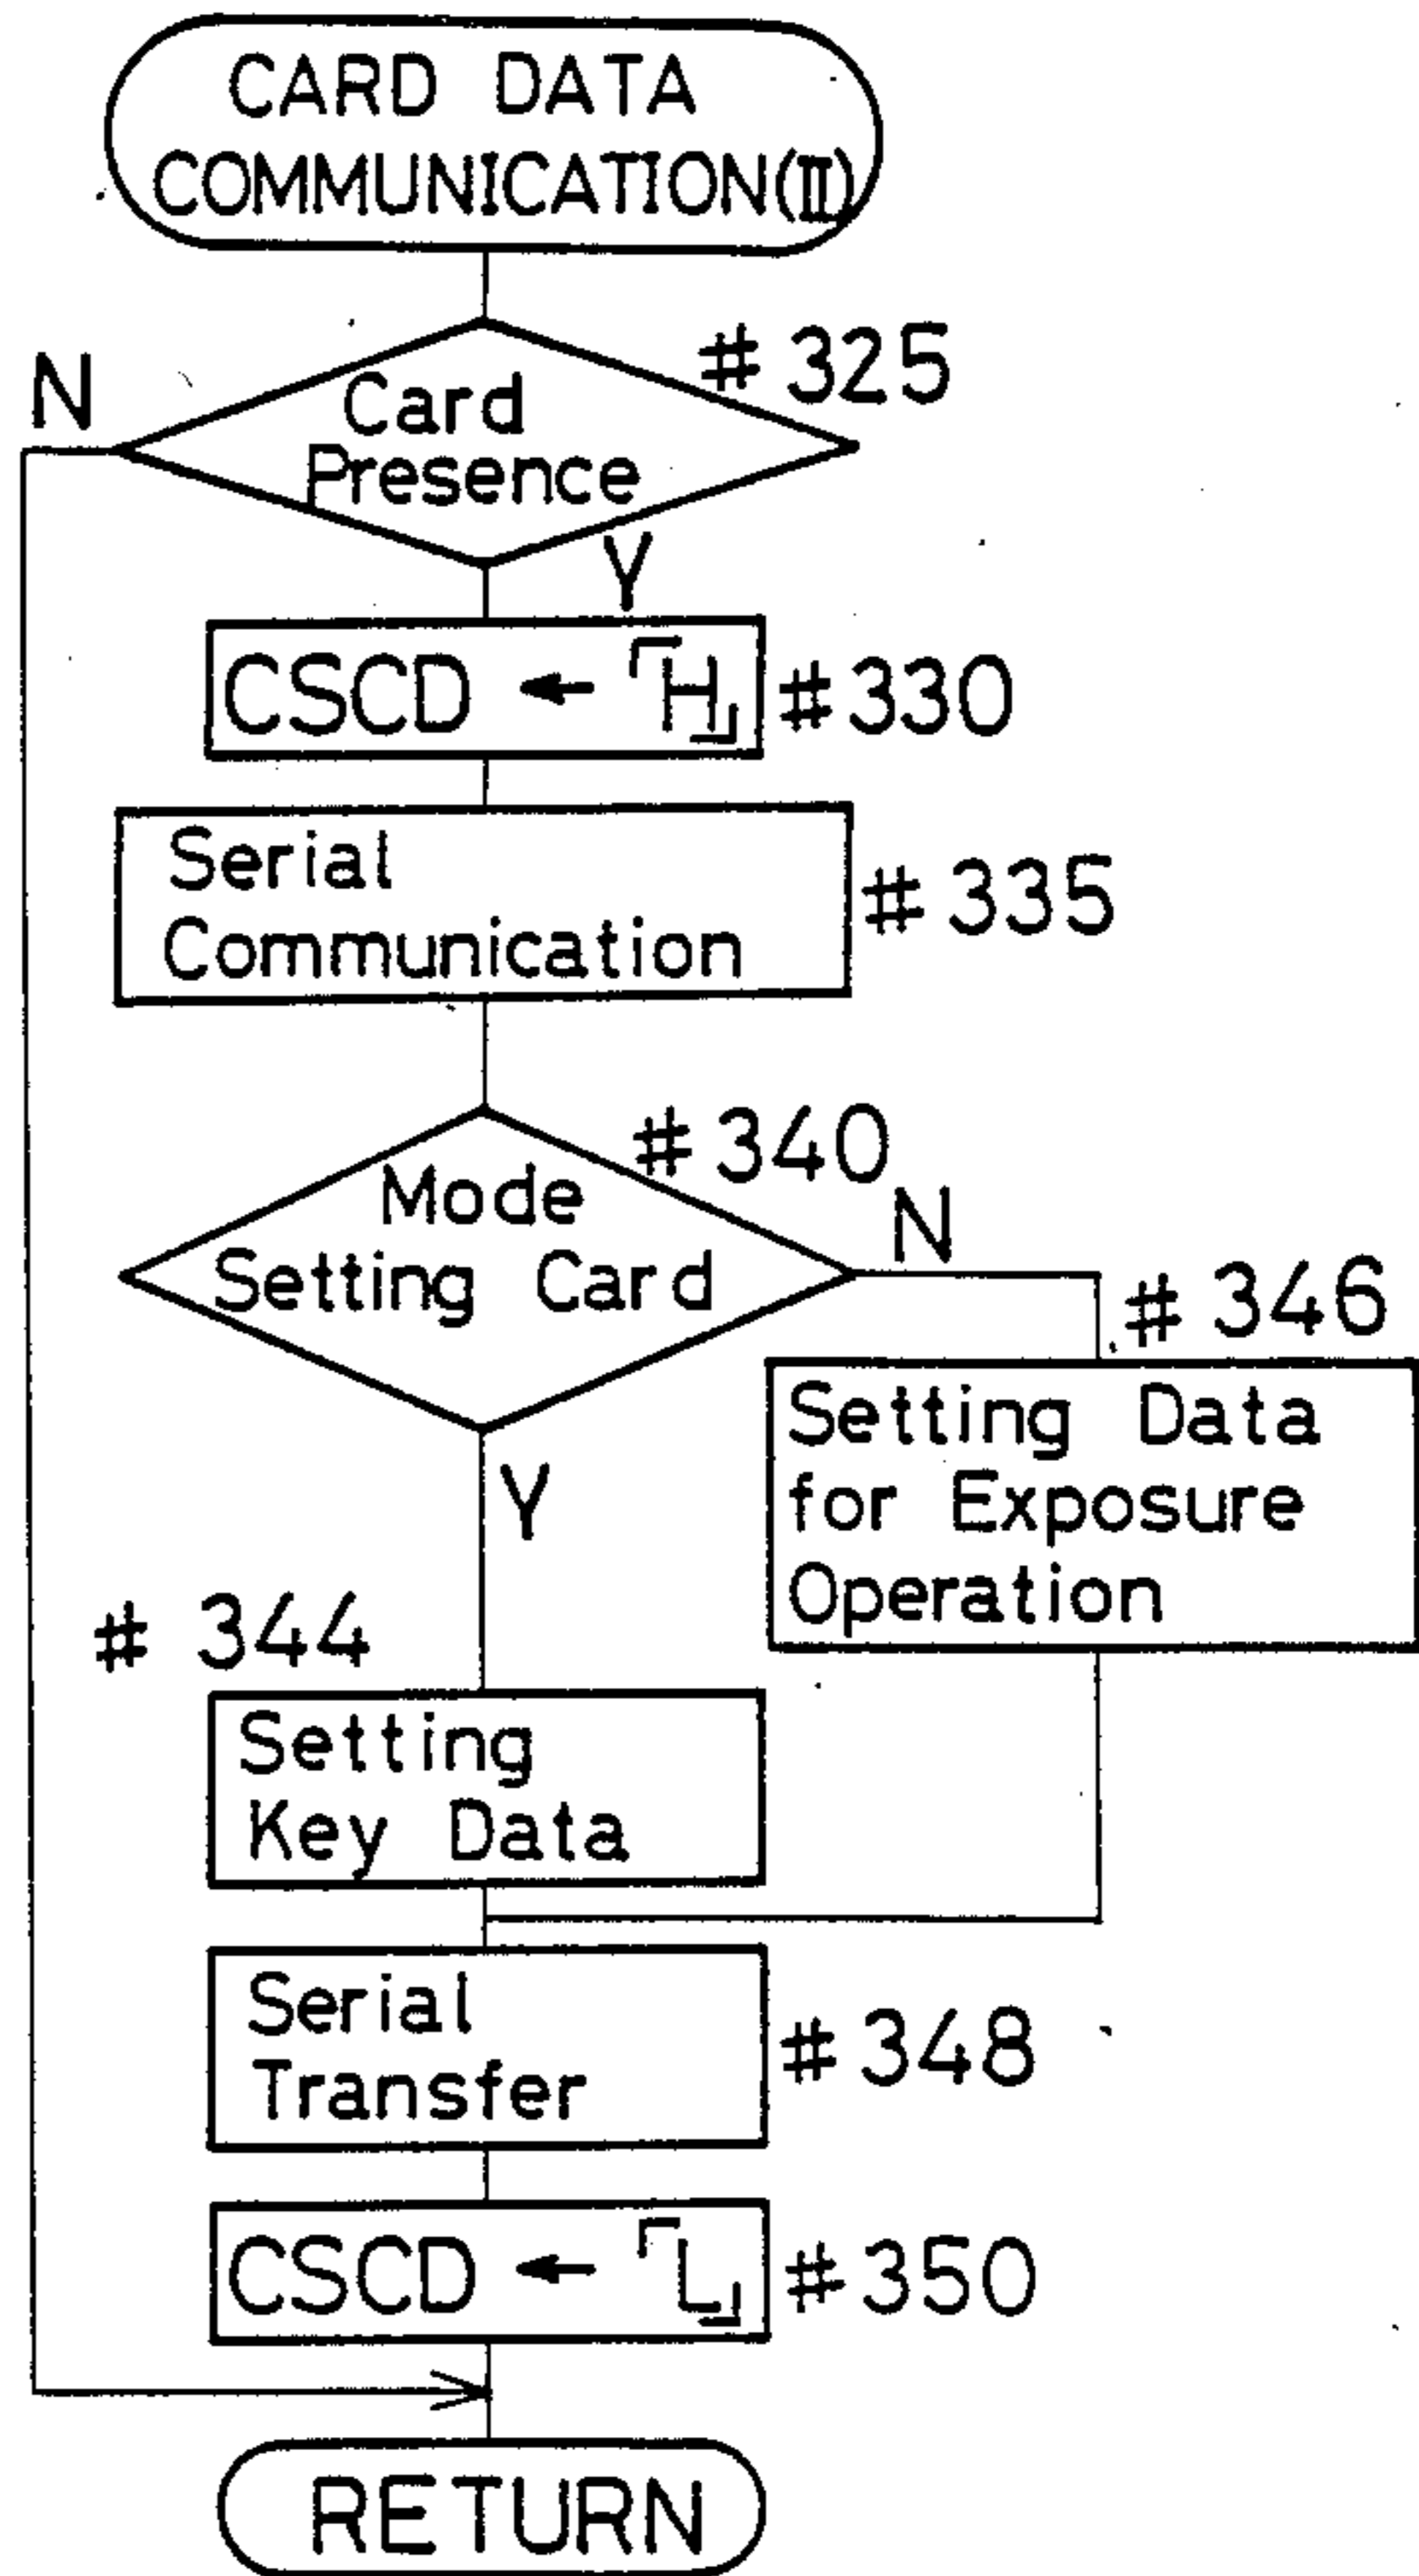 CARD DATA
COMMUNICATION(II)
# 325
N
Card
Presence
Y
CSCD ← 「H」 #330
Serial
Communication
# 335
# 340
Mode
Setting Card
N
# 346
Setting Data
for Exposure
Operation
Y
# 344
Setting
Key Data
Serial
Transfer
# 348
CSCD ← 「L」 #350
RETURN